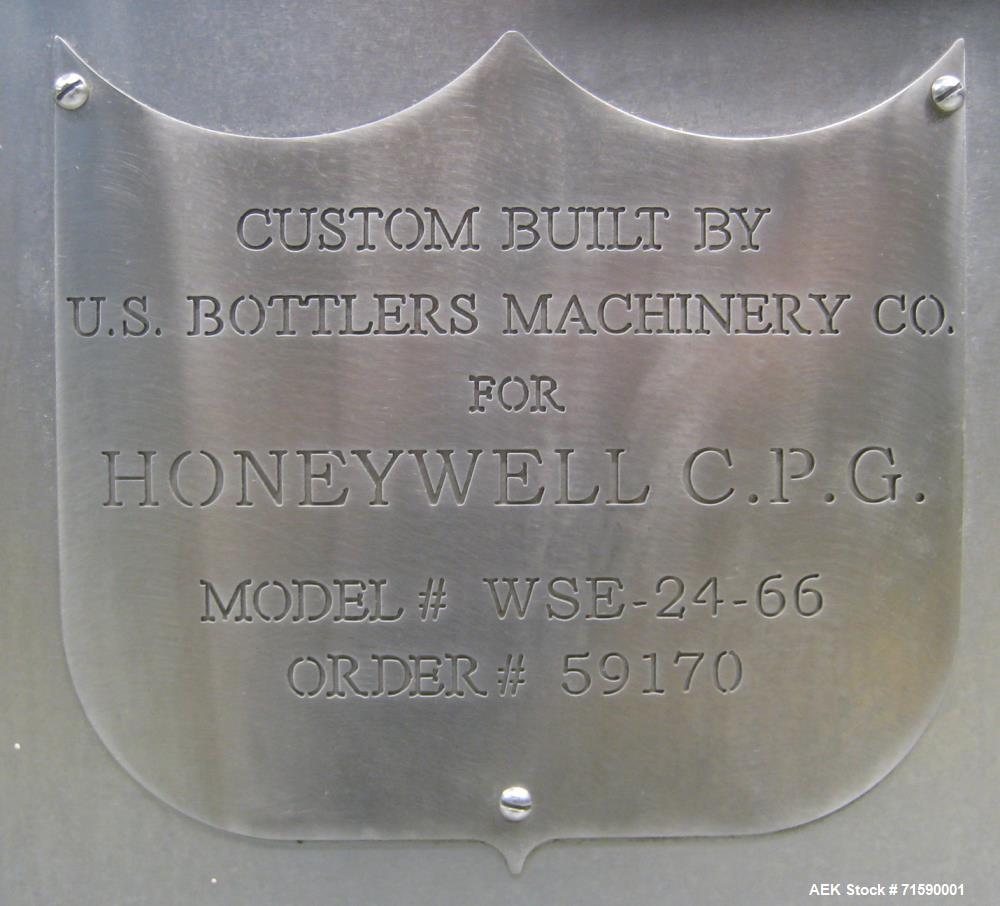 CUSTOM BUILT BY
U.S. BOTTLERS MACHINERY CO.
FOR
HONEYWELL C.P.G.
MODEL # WSE-24-66
ORDER # 59170
AEK Stock # 71590001